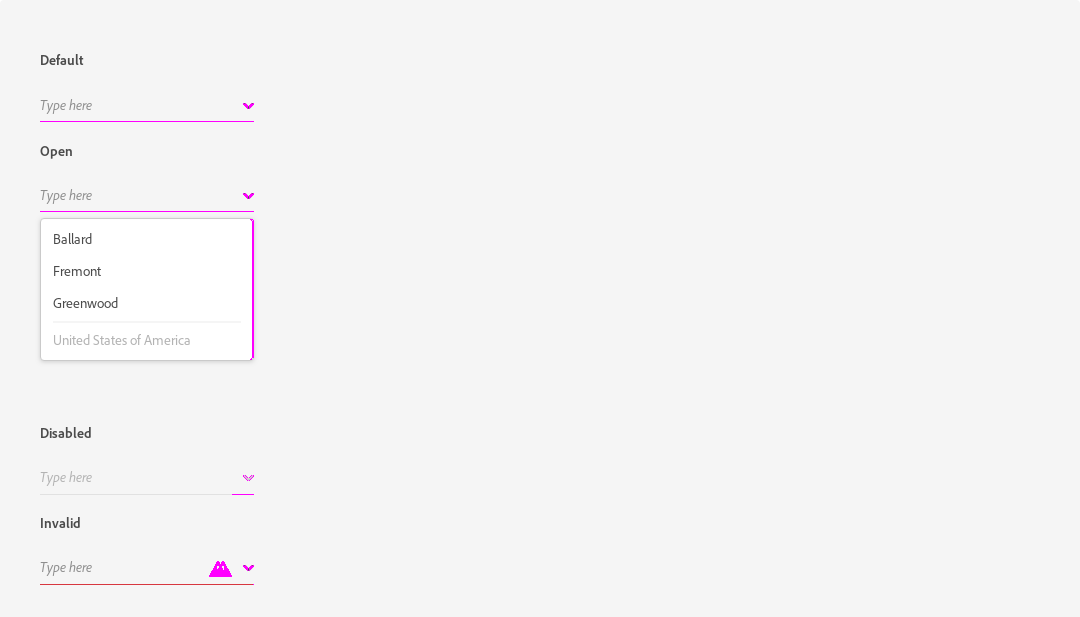 Default
Type here
Open
Type here
Ballard
Fremont
Greenwood
United States of America
Disabled
Type here
Invalid
Type here